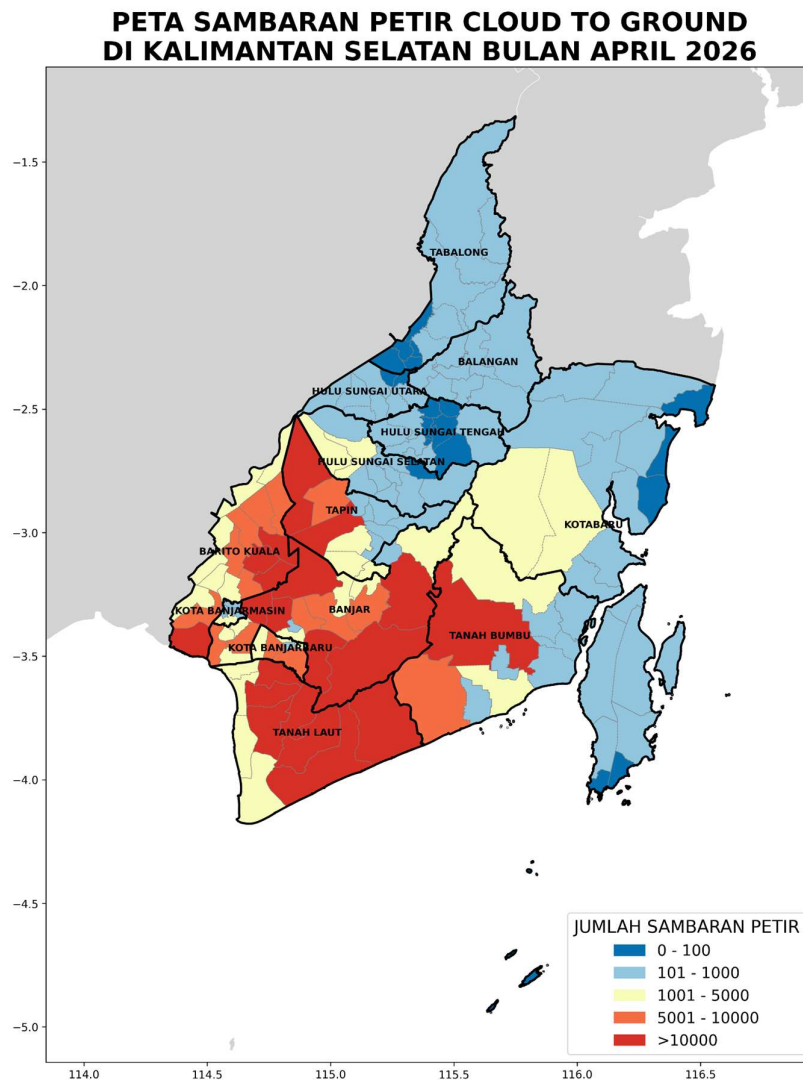 PETA SAMBARAN PETIR CLOUD TO GROUND
DI KALIMANTAN SELATAN BULAN APRIL 2026
−1.5
TABALONG
−2.0
BALANGAN
HULU SUNGAI UTARA
−2.5
HULU SUNGAI TENGAH
HULU SUNGAI SELATAN
TAPIN
KOTABARU
−3.0
BARITO KUALA
KOTA BANJARMASIN
BANJAR
TANAH BUMBU
KOTA BANJARBARU
−3.5
TANAH LAUT
−4.0
−4.5
−5.0
JUMLAH SAMBARAN PETIR
0 - 100
101 - 1000
1001 - 5000
5001 - 10000
>10000
114.0 114.5 115.0 115.5 116.0 116.5